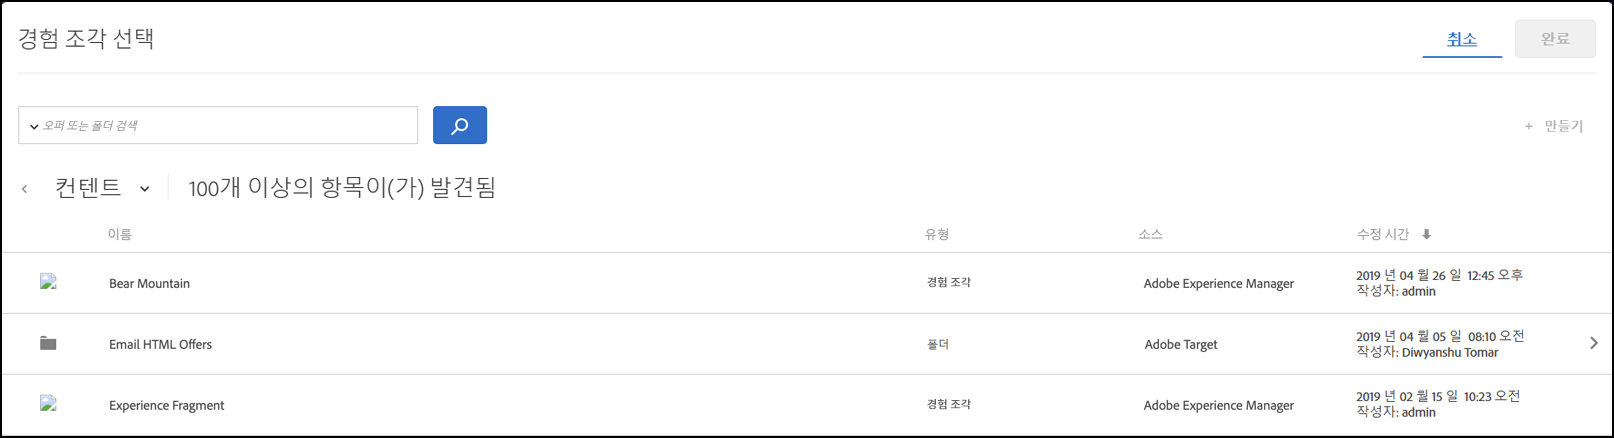 경험 조각 선택
취소
완료
오퍼 또는 폴더 검색
+ 만들기
컨텐트
100개 이상의 항목이(가) 발견됨
이름 유형 소스 수정 시간
Bear Mountain 경험 조각 Adobe Experience Manager 2019 년 04 월 26 일 12:45 오후
작성자: admin
Email HTML Offers 폴더 Adobe Target 2019 년 04 월 05 일 08:10 오전
작성자: Diwyanshu Tomar
Experience Fragment 경험 조각 Adobe Experience Manager 2019 년 02 월 15 일 10:23 오전
작성자: admin